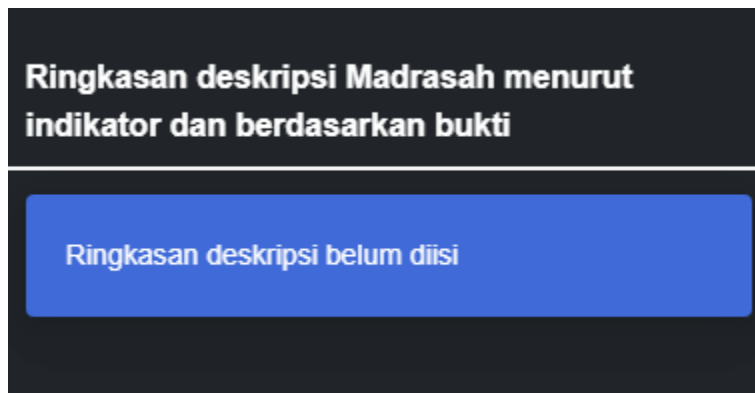 Ringkasan deskripsi Madrasah menurut
indikator dan berdasarkan bukti
Ringkasan deskripsi belum diisi